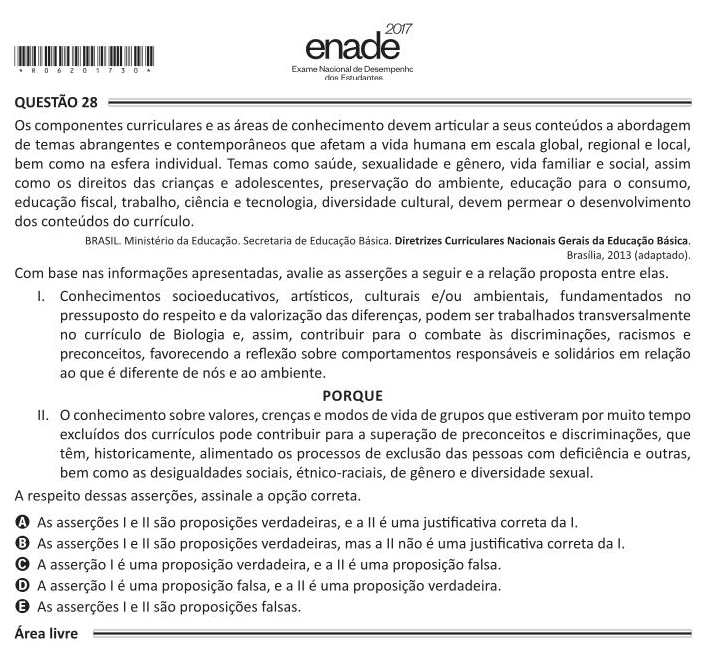 2017
enade
Exame Nacional de Desempenho
dos Estudantes
*R06201730*
QUESTÃO 28
Os componentes curriculares e as áreas de conhecimento devem articular a seus conteúdos a abordagem
de temas abrangentes e contemporâneos que afetam a vida humana em escala global, regional e local,
bem como na esfera individual. Temas como saúde, sexualidade e gênero, vida familiar e social, assim
como os direitos das crianças e adolescentes, preservação do ambiente, educação para o consumo,
educação fiscal, trabalho, ciência e tecnologia, diversidade cultural, devem permear o desenvolvimento
dos conteúdos do currículo.
BRASIL. Ministério da Educação. Secretaria de Educação Básica. Diretrizes Curriculares Nacionais Gerais da Educação Básica.
Brasília, 2013 (adaptado).
Com base nas informações apresentadas, avalie as asserções a seguir e a relação proposta entre elas.
I. Conhecimentos socioeducativos, artísticos, culturais e/ou ambientais, fundamentados no
pressuposto do respeito e da valorização das diferenças, podem ser trabalhados transversalmente
no currículo de Biologia e, assim, contribuir para o combate às discriminações, racismos e
preconceitos, favorecendo a reflexão sobre comportamentos responsáveis e solidários em relação
ao que é diferente de nós e ao ambiente.
PORQUE
II. O conhecimento sobre valores, crenças e modos de vida de grupos que estiveram por muito tempo
excluídos dos currículos pode contribuir para a superação de preconceitos e discriminações, que
têm, historicamente, alimentado os processos de exclusão das pessoas com deficiência e outras,
bem como as desigualdades sociais, étnico-raciais, de gênero e diversidade sexual.
A respeito dessas asserções, assinale a opção correta.
A As asserções I e II são proposições verdadeiras, e a II é uma justificativa correta da I.
B As asserções I e II são proposições verdadeiras, mas a II não é uma justificativa correta da I.
C A asserção I é uma proposição verdadeira, e a II é uma proposição falsa.
D A asserção I é uma proposição falsa, e a II é uma proposição verdadeira.
E As asserções I e II são proposições falsas.
Área livre